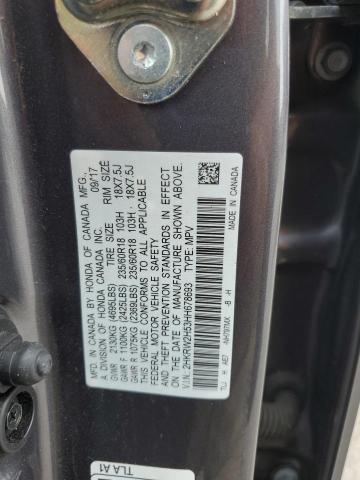 MFD. IN CANADA BY HONDA OF CANADA MFG.
A DIVISION OF HONDA CANADA INC. 09/17
TIRE SIZE RIM SIZE
GVWR 2130KG (4695LBS)
GAWR F 1100KG (2425LBS) 235/60R18 103H 18X7.5J
GAWR R 1075KG (2369LBS) 235/60R18 103H 18X7.5J
THIS VEHICLE CONFORMS TO ALL APPLICABLE
FEDERAL MOTOR VEHICLE SAFETY
AND THEFT PREVENTION STANDARDS IN EFFECT
ON THE DATE OF MANUFACTURE SHOWN ABOVE.
V.I.N. 2HKRW2H53HH678693 TYPE: MPV
MADE IN CANADA
TLA A1